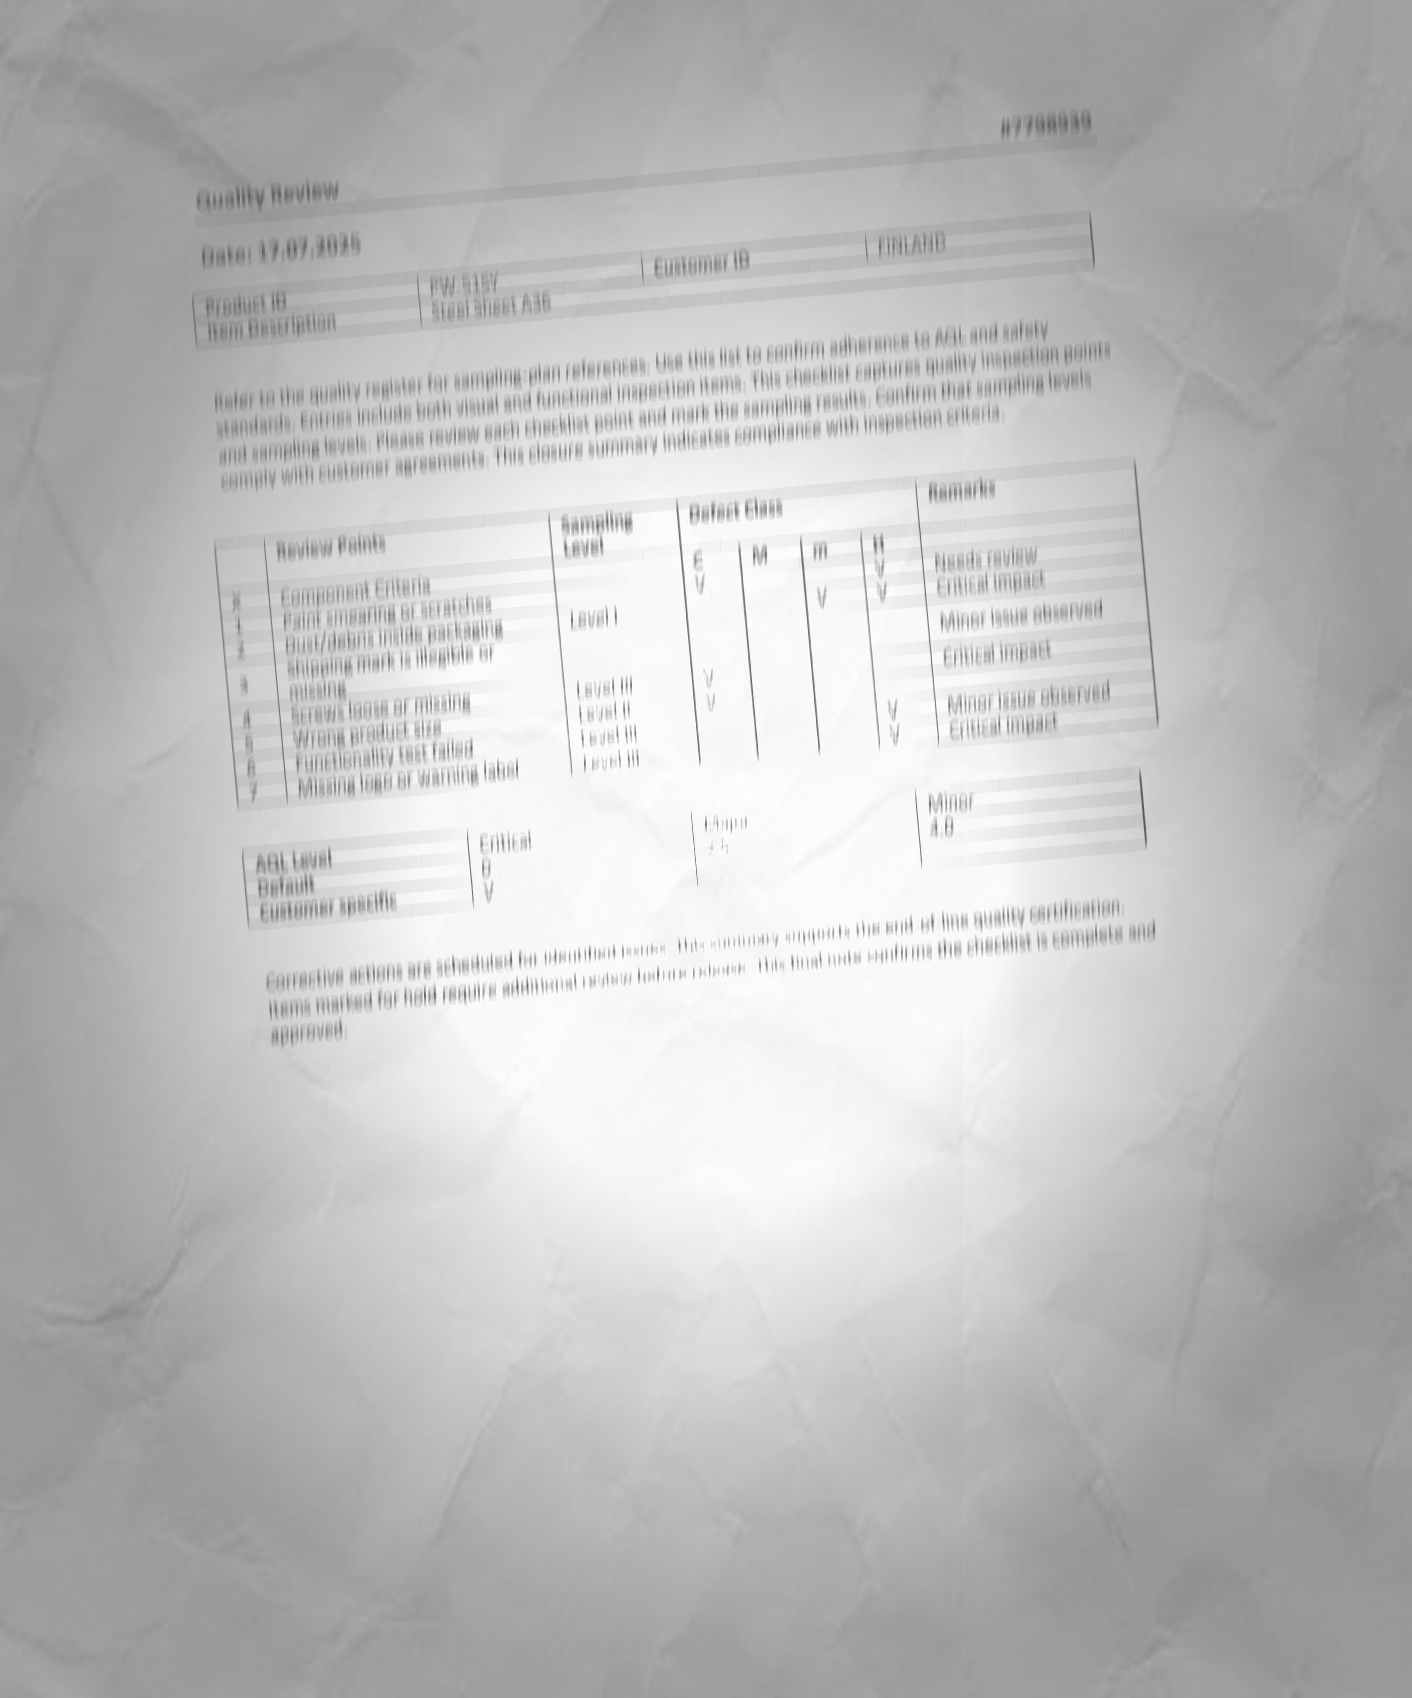 #7798939
Quality Review
Date: 17.07.2025
Product ID PW-515Y Customer ID FINLAND
Item Description Steel Sheet A36
Refer to the quality register for sampling-plan references. Use this list to confirm adherence to AQL and safety
standards. Entries include both visual and functional inspection items. This checklist captures quality inspection points
and sampling levels. Please review each checklist point and mark the sampling results. Confirm that sampling levels
comply with customer agreements. This closure summary indicates compliance with inspection criteria.
Review Points Sampling Level Defect Class Remarks
C M m H
X Component Criteria V V Needs review
1 Paint smearing or scratches V V Critical impact
2 Dust/debris inside packaging Level I Minor issue observed
3 Shipping mark is illegible or
missing Critical impact
4 Screws loose or missing Level III V
5 Wrong product size Level II V Minor issue observed
6 Functionality test failed Level III V Critical impact
7 Missing logo or warning label Level III V
AQL Level Critical Major Minor
Default 0 2.5 4.0
Customer specific V
Corrective actions are scheduled for identified issues. This summary supports the end-of-line quality certification.
Items marked for hold require additional review before release. This final note confirms the checklist is complete and
approved.